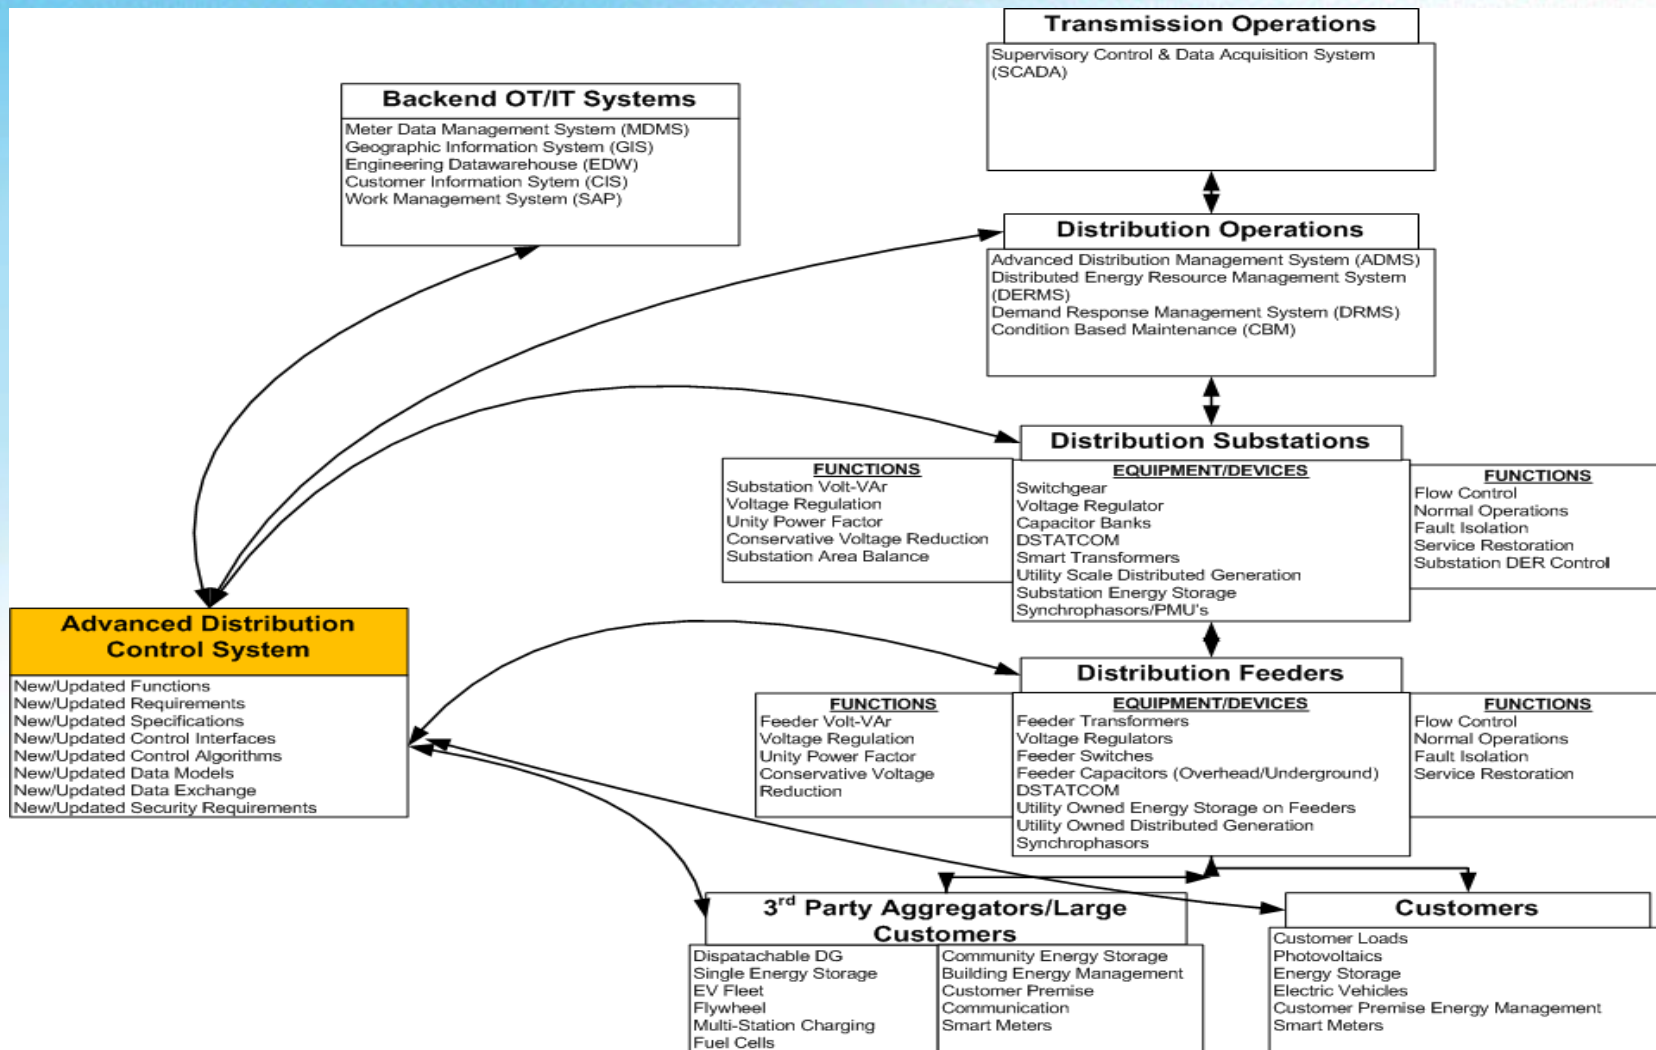 Transmission Operations
Supervisory Control & Data Acquisition System
(SCADA)
Backend OT/IT Systems
Meter Data Management System (MDMS)
Geographic Information System (GIS)
Engineering Datawarehouse (EDW)
Customer Information Sytem (CIS)
Work Management System (SAP)
Distribution Operations
Advanced Distribution Management System (ADMS)
Distributed Energy Resource Management System
(DERMS)
Demand Response Management System (DRMS)
Condition Based Maintenance (CBM)
Distribution Substations
FUNCTIONS
Substation Volt-VAr
Voltage Regulation
Unity Power Factor
Conservative Voltage Reduction
Substation Area Balance
EQUIPMENT/DEVICES
Switchgear
Voltage Regulator
Capacitor Banks
DSTATCOM
Smart Transformers
Utility Scale Distributed Generation
Substation Energy Storage
Synchrophasors/PMU's
FUNCTIONS
Flow Control
Normal Operations
Fault Isolation
Service Restoration
Substation DER Control
Advanced Distribution
Control System
New/Updated Functions
New/Updated Requirements
New/Updated Specifications
New/Updated Control Interfaces
New/Updated Control Algorithms
New/Updated Data Models
New/Updated Data Exchange
New/Updated Security Requirements
Distribution Feeders
FUNCTIONS
Feeder Volt-VAr
Voltage Regulation
Unity Power Factor
Conservative Voltage
Reduction
EQUIPMENT/DEVICES
Feeder Transformers
Voltage Regulators
Feeder Switches
Feeder Capacitors (Overhead/Underground)
DSTATCOM
Utility Owned Energy Storage on Feeders
Utility Owned Distributed Generation
Synchrophasors
FUNCTIONS
Flow Control
Normal Operations
Fault Isolation
Service Restoration
3rd Party Aggregators/Large
Customers
Dispatachable DG
Single Energy Storage
EV Fleet
Flywheel
Multi-Station Charging
Fuel Cells
Community Energy Storage
Building Energy Management
Customer Premise
Communication
Smart Meters
Customers
Customer Loads
Photovoltaics
Energy Storage
Electric Vehicles
Customer Premise Energy Management
Smart Meters